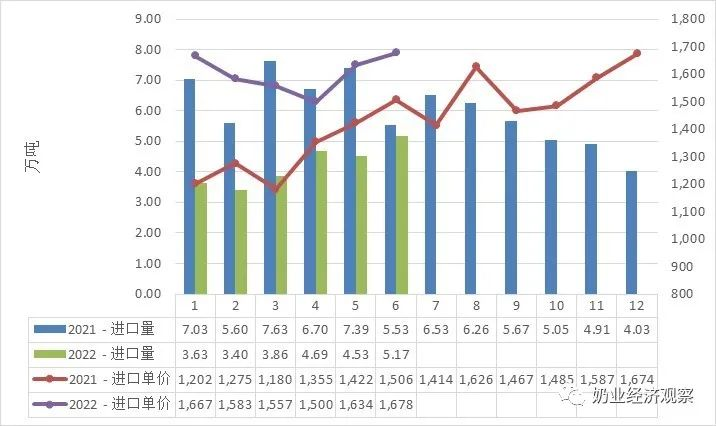 9.00 1,800
8.00 1,700
7.00 1,600
6.00 1,500
5.00 1,400
4.00 1,300
3.00 1,200
2.00 1,100
1.00 1,000
900
0.00 800
万吨
1 2 3 4 5 6 7 8 9 10 11 12
2021 - 进口量 7.03 5.60 7.63 6.70 7.39 5.53 6.53 6.26 5.67 5.05 4.91 4.03
2022 - 进口量 3.63 3.40 3.86 4.69 4.53 5.17
2021 - 进口单价 1,202 1,275 1,180 1,355 1,422 1,506 1,414 1,626 1,467 1,485 1,587 1,674
2022 - 进口单价 1,667 1,583 1,557 1,500 1,634 1,678
奶业经济观察